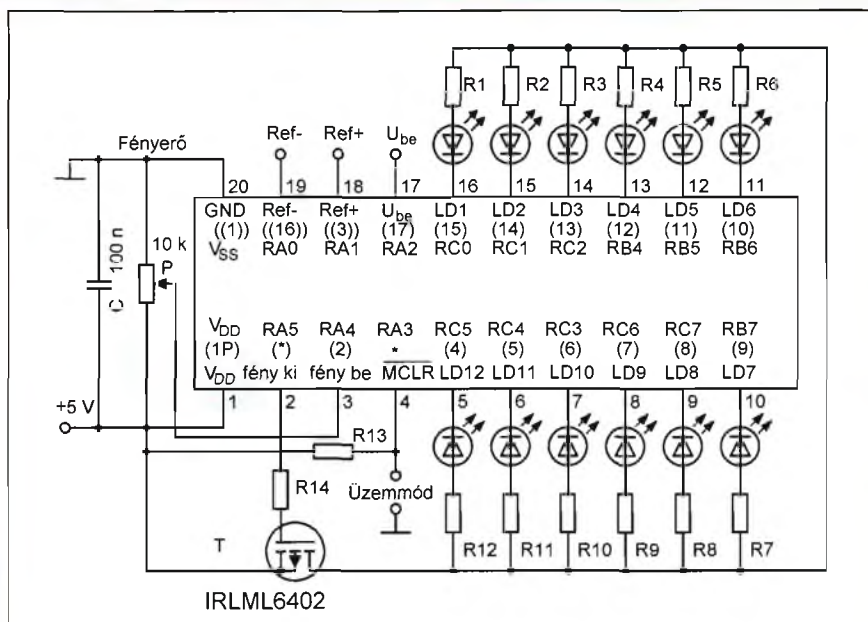 R1 R2 R3 R4 R5 R6
Fényerő Ref- Ref+ Ube
20 19 18 17 16 15 14 13 12 11
GND Ref- Ref+ Ube LD1 LD2 LD3 LD4 LD5 LD6
((1)) ((16)) ((3)) (17) (15) (14) (13) (12) (11) (10)
VSS RA0 RA1 RA2 RC0 RC1 RC2 RB4 RB5 RB6
10 k
P
C 100 n
VDD RA5 RA4 RA3 RC5 RC4 RC3 RC6 RC7 RB7
(1P) (*) (2) * (4) (5) (6) (7) (8) (9)
VDD fény ki fény be MCLR LD12 LD11 LD10 LD9 LD8 LD7
+5 V
1 2 3 4 5 6 7 8 9 10
R13
R14 Üzemmód
T
R12 R11 R10 R9 R8 R7
IRLML6402